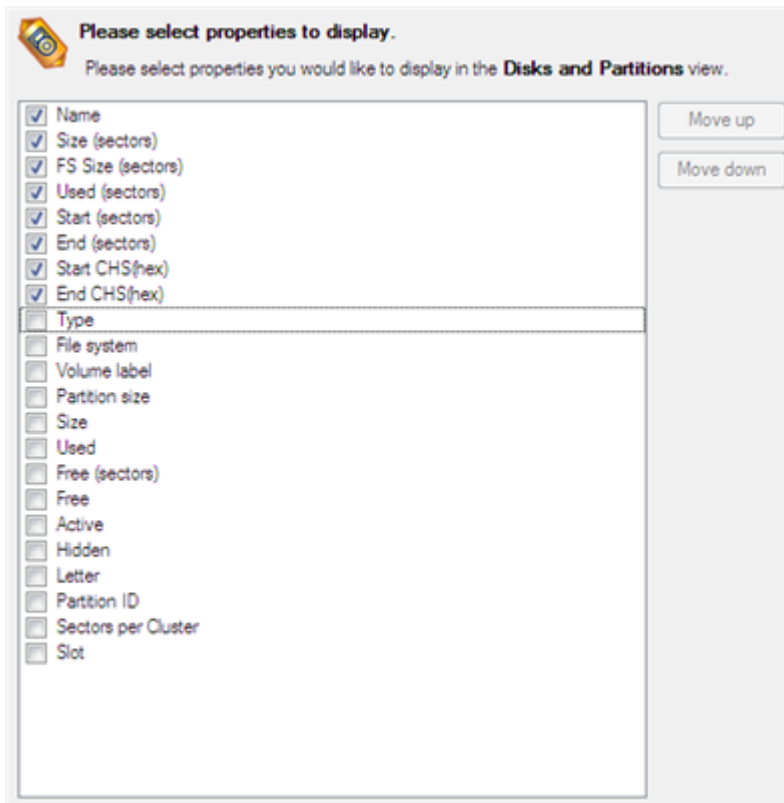 Please select properties to display.
Please select properties you would like to display in the Disks and Partitions view.
Name
Size (sectors)
FS Size (sectors)
Used (sectors)
Start (sectors)
End (sectors)
Start CHS(hex)
End CHS(hex)
Type
File system
Volume label
Partition size
Size
Used
Free (sectors)
Free
Active
Hidden
Letter
Partition ID
Sectors per Cluster
Slot
Move up
Move down